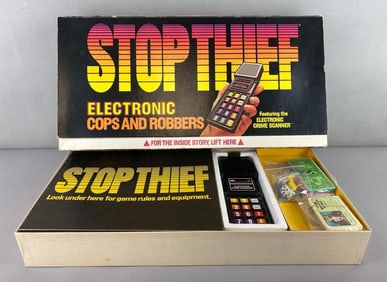 STOP THIEF
ELECTRONIC
COPS AND ROBBERS
Featuring the
ELECTRONIC
CRIME SCANNER
▲ FOR THE INSIDE STORY, LIFT HERE ▲
STOP THIEF
Look under here for game rules and equipment.